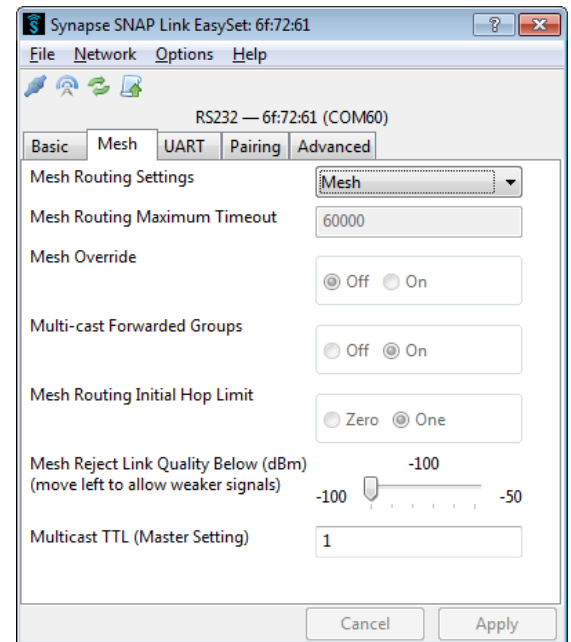 Synapse SNAP Link EasySet: 6f:72:61
File Network Options Help
RS232 — 6f:72:61 (COM60)
Basic Mesh UART Pairing Advanced
Mesh Routing Settings Mesh
Mesh Routing Maximum Timeout 60000
Mesh Override
Off On
Multi-cast Forwarded Groups
Off On
Mesh Routing Initial Hop Limit
Zero One
Mesh Reject Link Quality Below (dBm) -100
(move left to allow weaker signals) -100 -50
Multicast TTL (Master Setting) 1
Cancel Apply